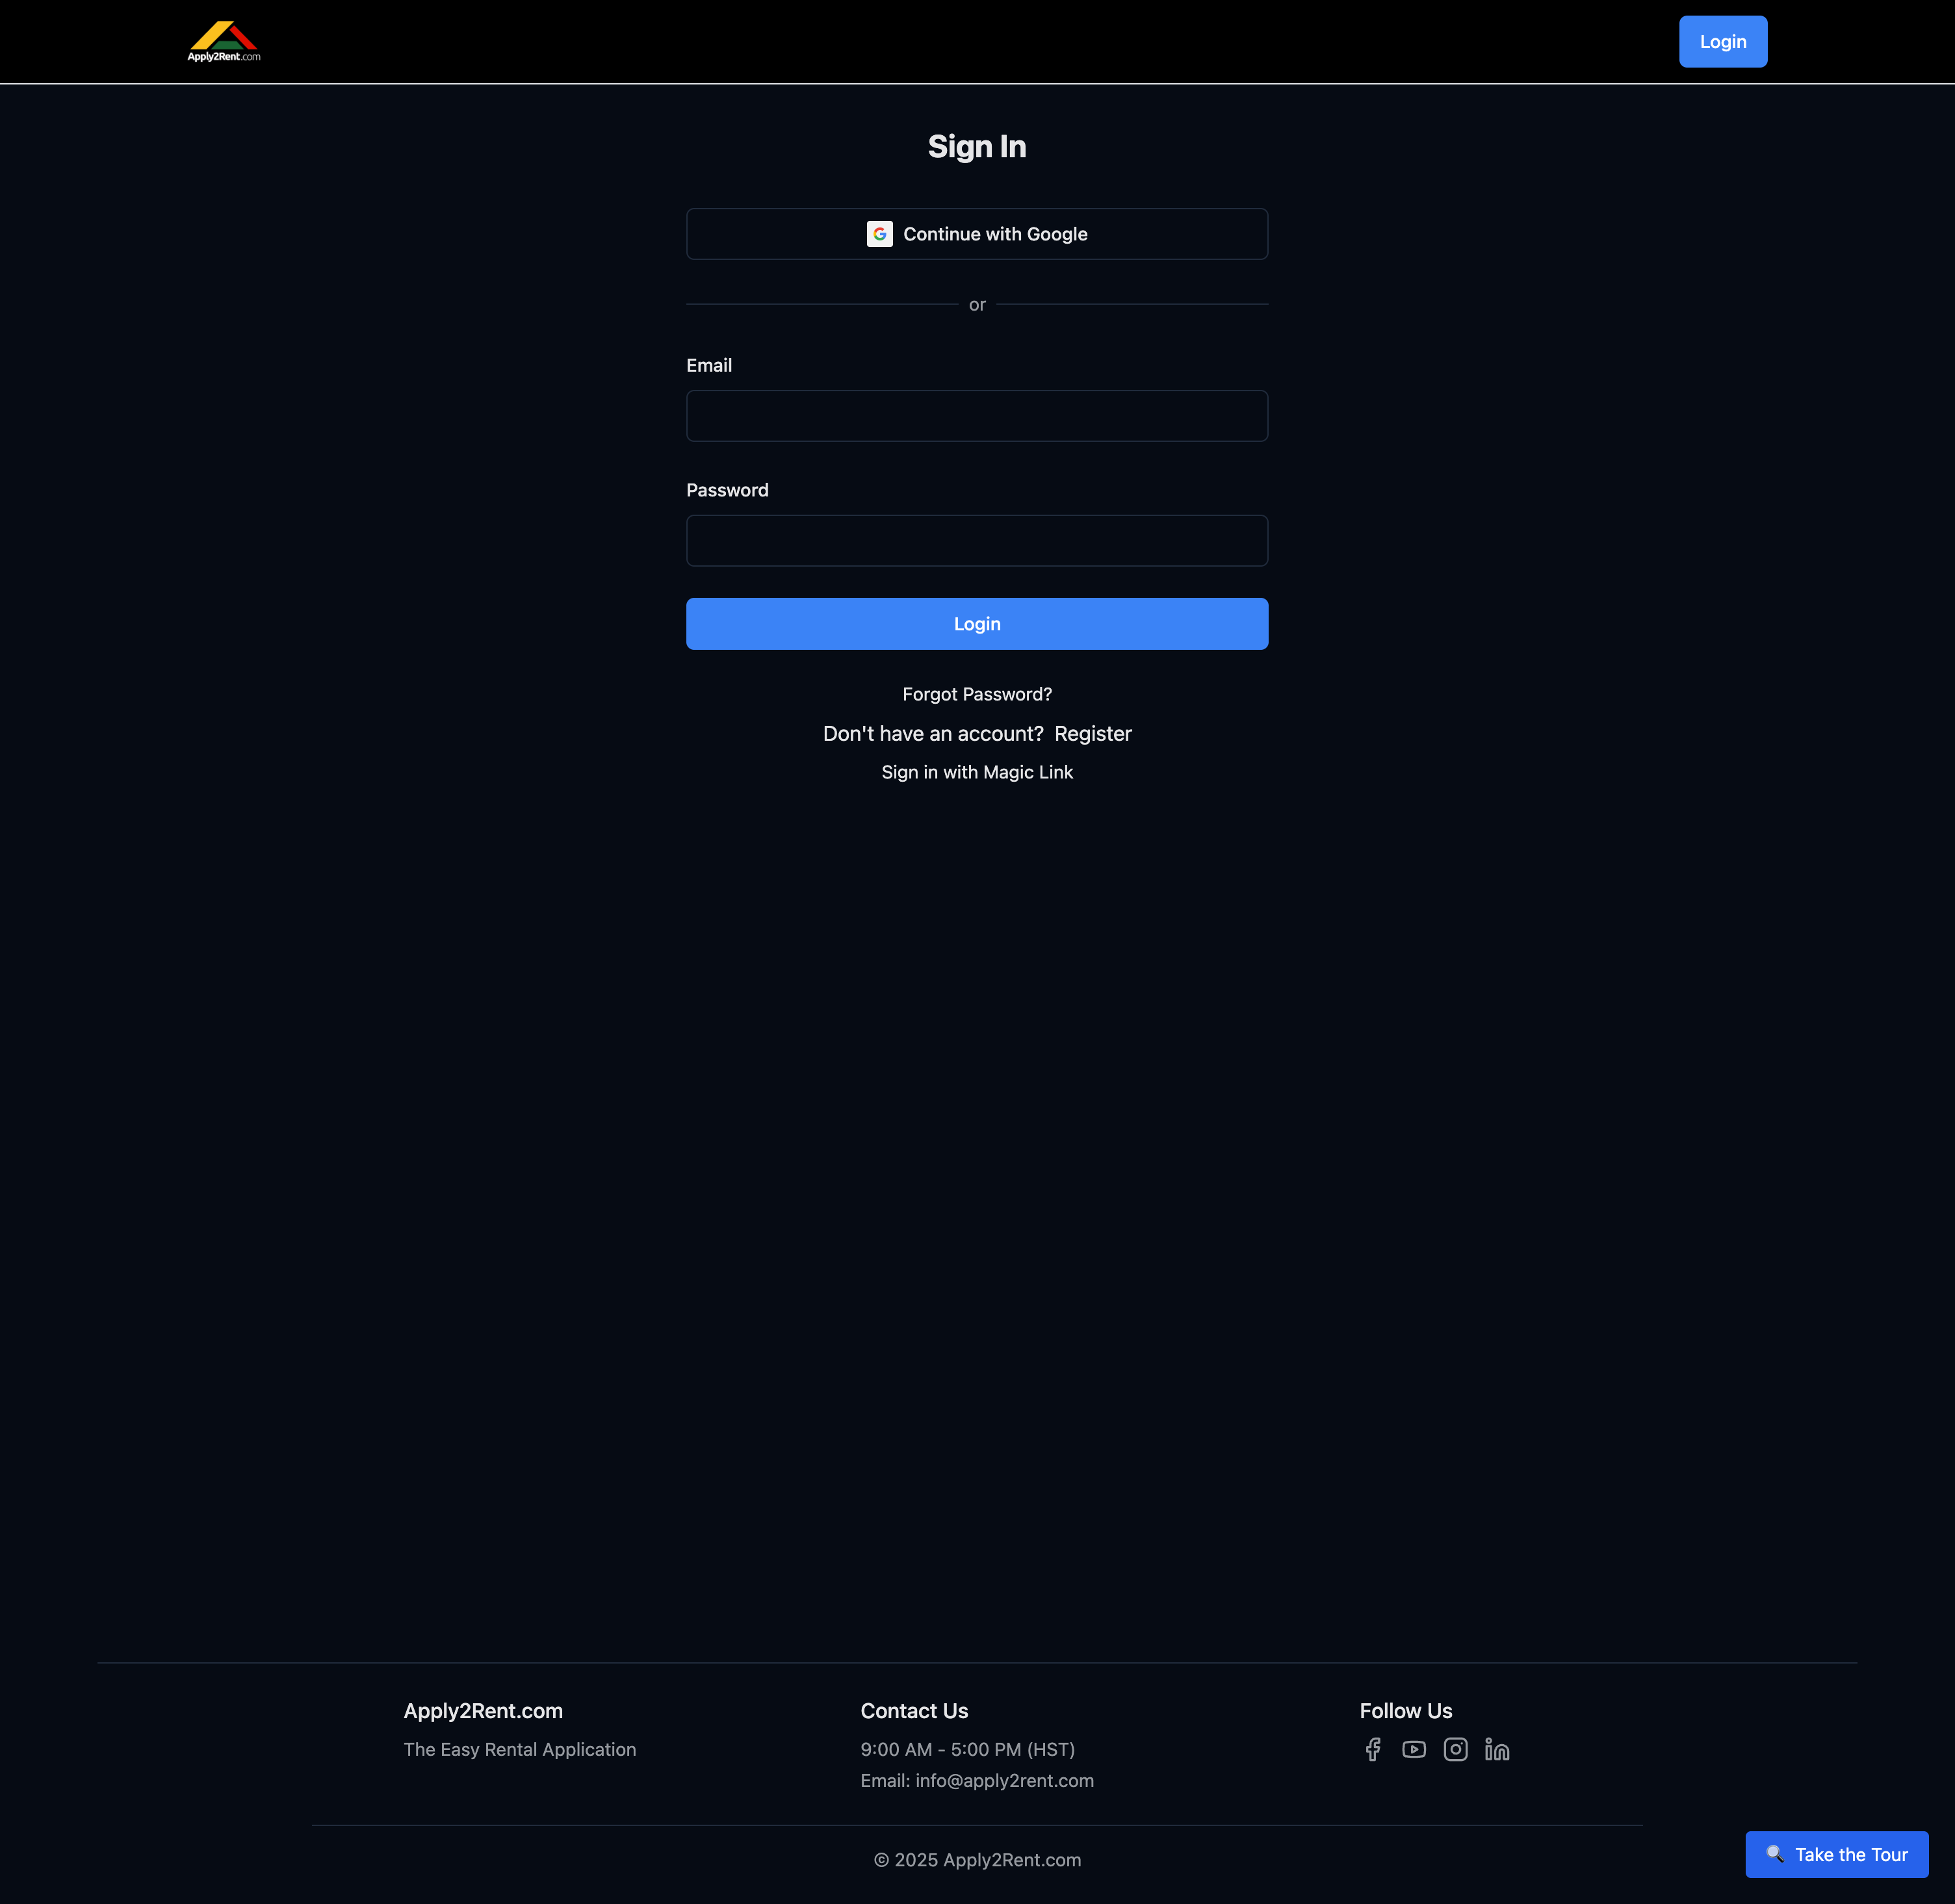 Apply2Rent.com
Login
Sign In
Continue with Google
or
Email
Password
Login
Forgot Password?
Don't have an account? Register
Sign in with Magic Link
Apply2Rent.com
The Easy Rental Application
Contact Us
9:00 AM - 5:00 PM (HST)
Email: info@apply2rent.com
Follow Us
© 2025 Apply2Rent.com
Take the Tour